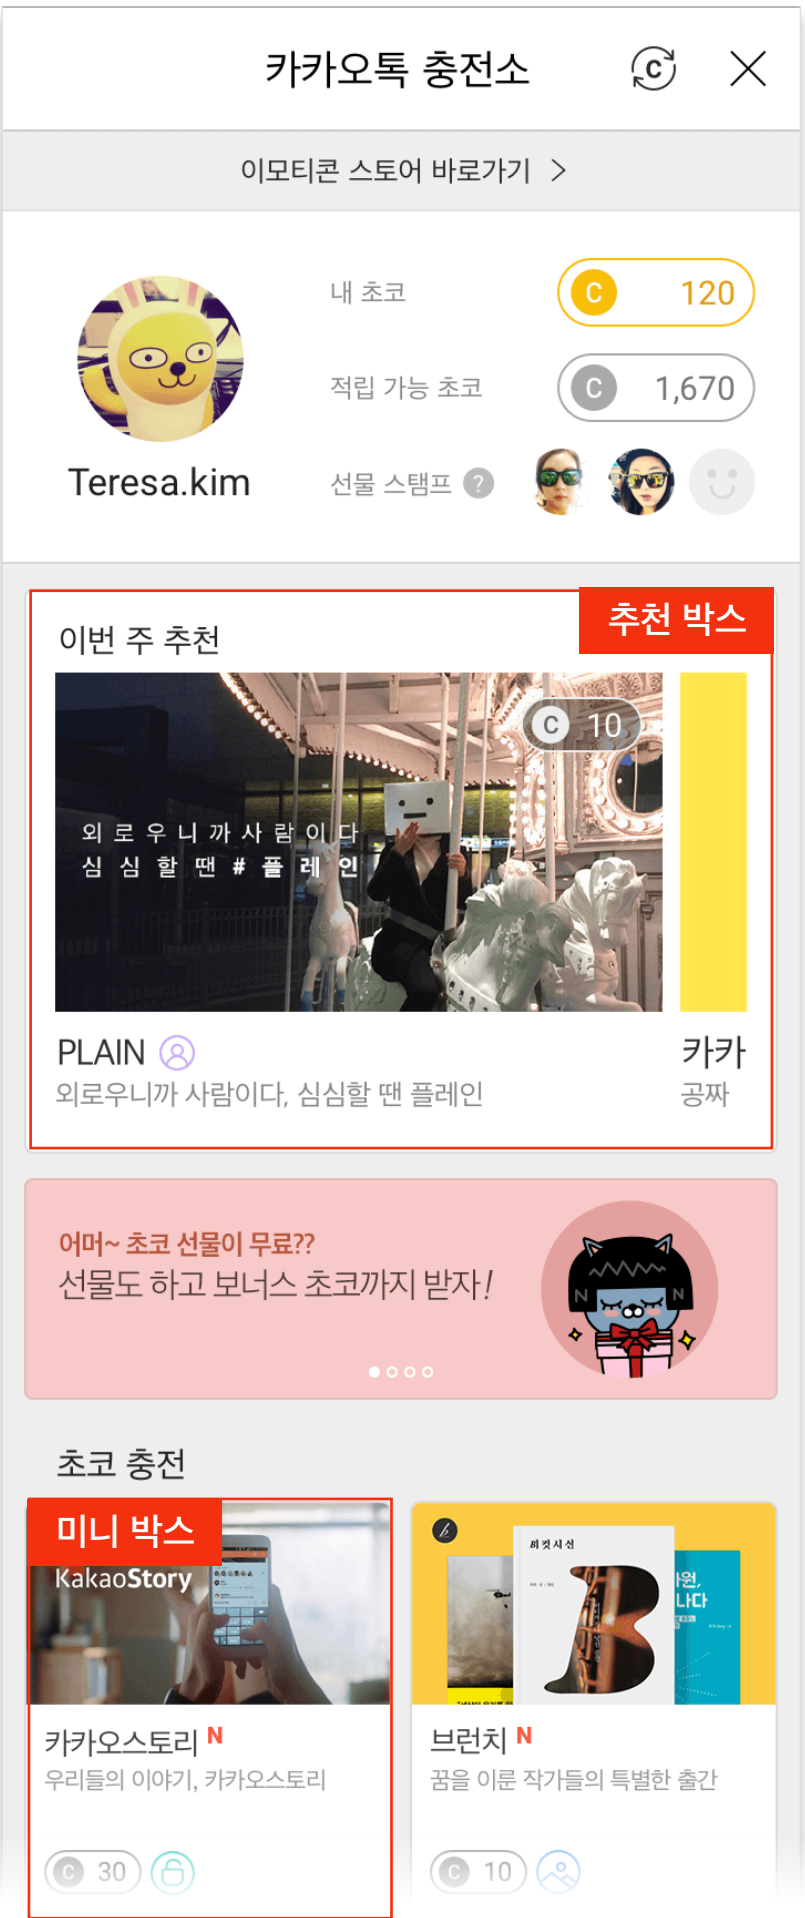 카카오톡 충전소
C
이모티콘 스토어 바로가기 >
내 초코
C 120
적립 가능 초코
C 1,670
Teresa.kim
선물 스탬프 ?
추천 박스
이번 주 추천
C 10
외로우니까사람이다
심심할땐#플레인
PLAIN
카카
외로우니까 사람이다, 심심할 땐 플레인
공짜
어머~ 초코 선물이 무료??
선물도 하고 보너스 초코까지 받자!
N N
초코 충전
미니 박스
KakaoStory
b
비컷시선
B
나다
카카오스토리 N
우리들의 이야기, 카카오스토리
C 30
브런치 N
꿈을 이룬 작가들의 특별한 출간
C 10